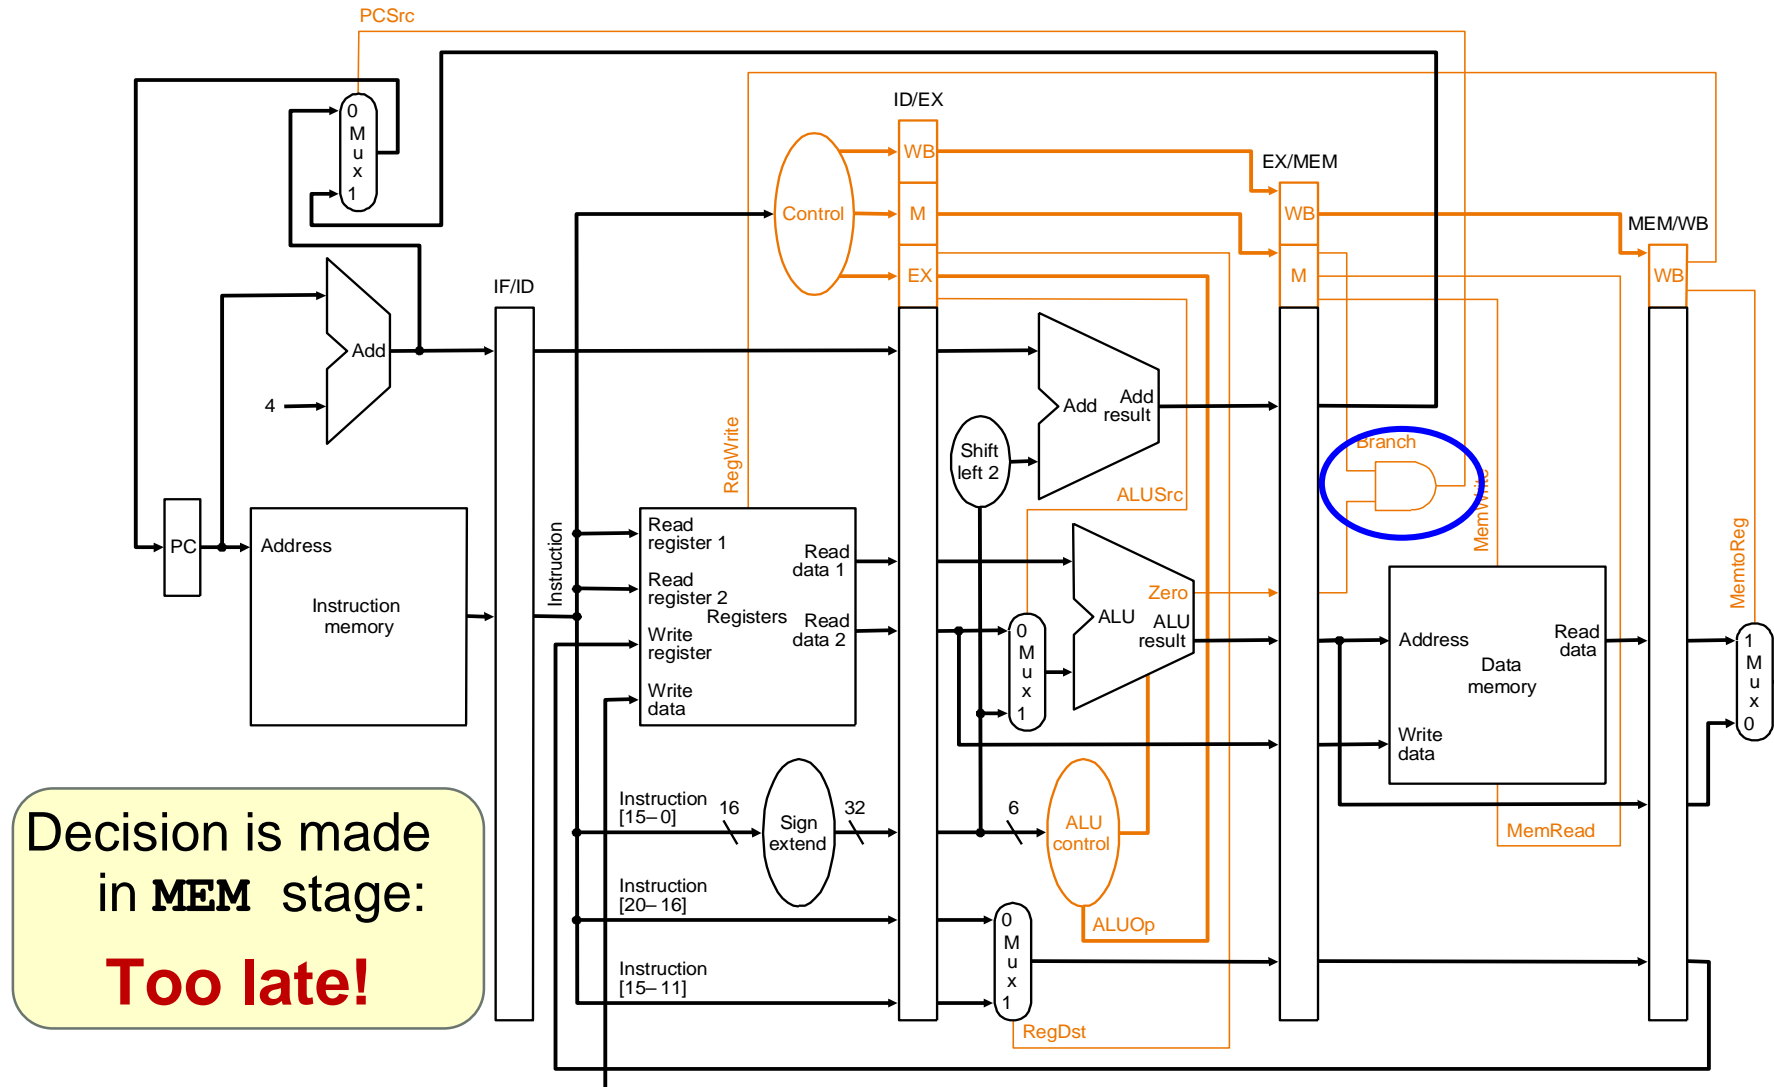 PCSrc
ID/EX
0
M
u
x
1
WB
EX/MEM
Control
M
WB
MEM/WB
EX
M
WB
IF/ID
Add
4
Add
Add
result
Shift
left 2
Branch
RegWrite
ALUSrc
MemWrite
MemtoReg
PC
Address
Instruction
memory
Instruction
Read
register 1
Read
register 2
Registers
Write
register
Write
data
Read
data 1
Read
data 2
0
M
u
x
1
Zero
ALU
ALU
result
Address
Read
data
Data
memory
Write
data
1
M
u
x
0
Instruction
[15–0]
16
Sign
extend
32
6
ALU
control
MemRead
Instruction
[20–16]
0
M
u
x
1
ALUOp
Instruction
[15–11]
RegDst
Decision is made
in MEM stage:
Too late!